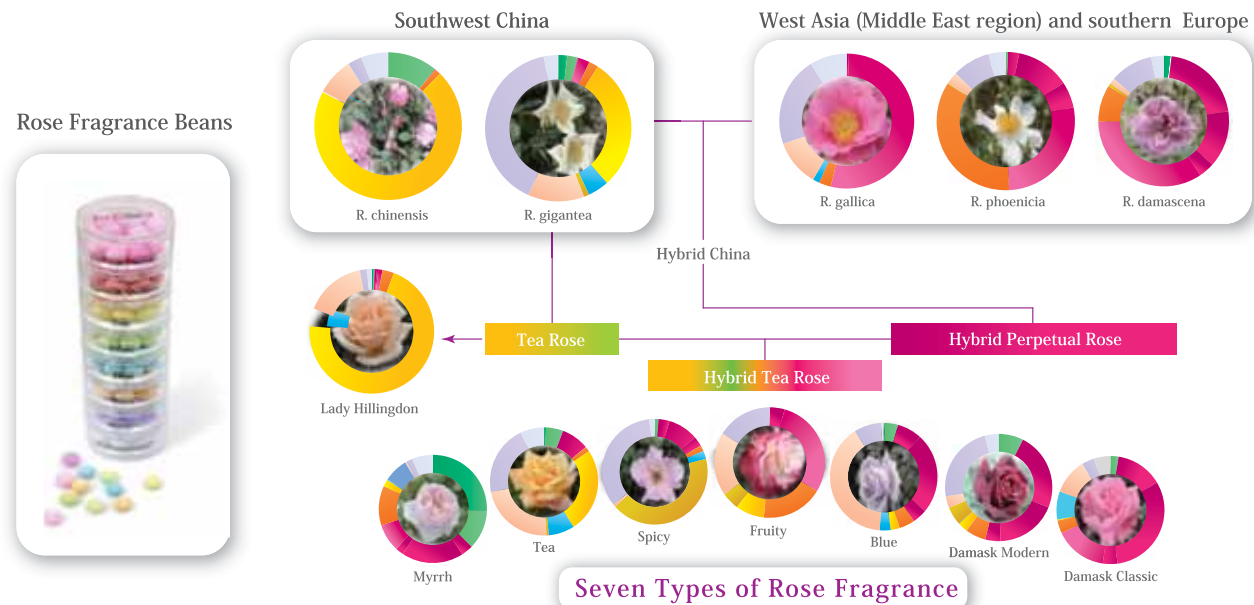 Southwest China
West Asia (Middle East region) and southern Europe
Rose Fragrance Beans
R. chinensis
R. gigantea
R. gallica
R. phoenicia
R. damascena
Hybrid China
Tea Rose
Hybrid Perpetual Rose
Hybrid Tea Rose
Lady Hillingdon
Myrrh
Tea
Spicy
Fruity
Blue
Damask Modern
Damask Classic
Seven Types of Rose Fragrance